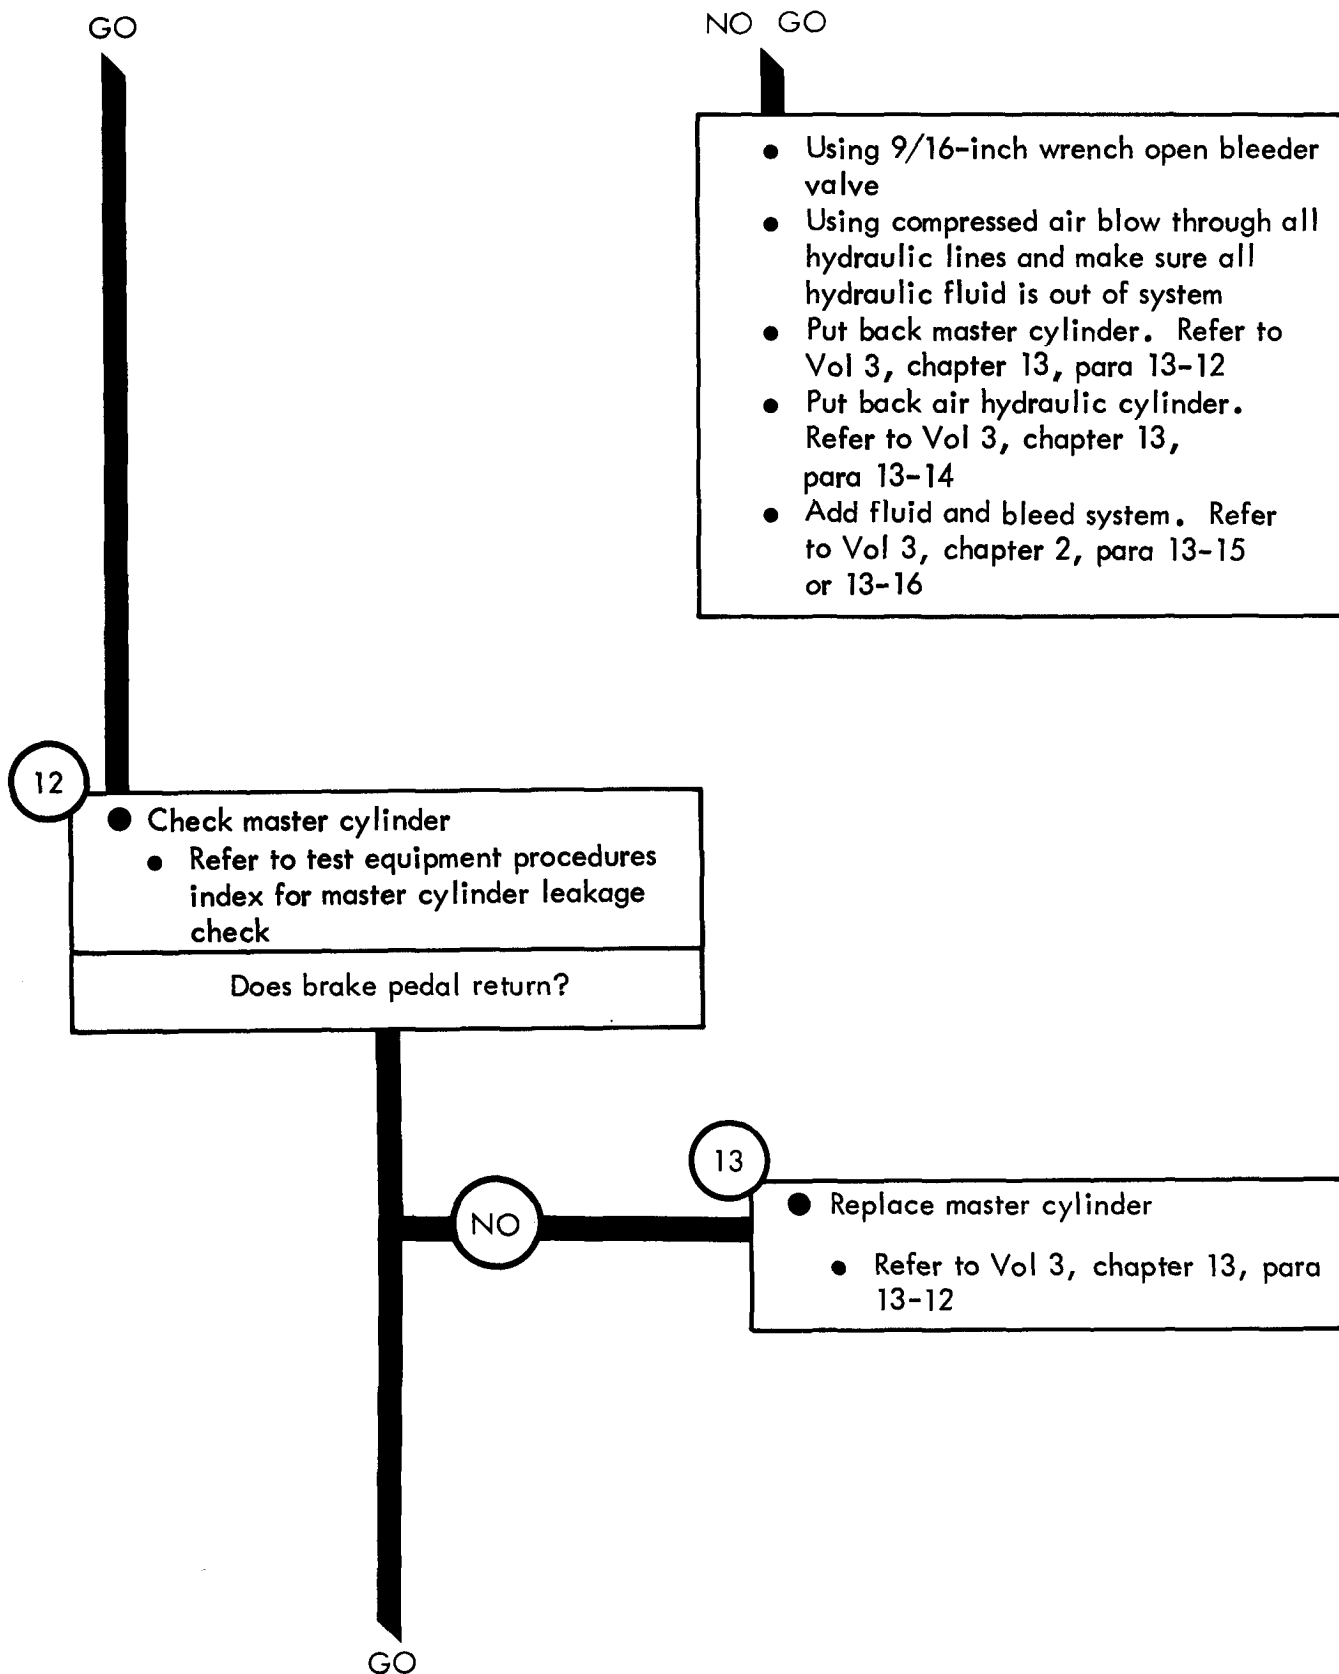 GO
NO GO
● Using 9/16-inch wrench open bleeder
valve
● Using compressed air blow through all
hydraulic lines and make sure all
hydraulic fluid is out of system
● Put back master cylinder. Refer to
Vol 3, chapter 13, para 13-12
● Put back air hydraulic cylinder.
Refer to Vol 3, chapter 13,
para 13-14
● Add fluid and bleed system. Refer
to Vol 3, chapter 2, para 13-15
or 13-16
12
● Check master cylinder
● Refer to test equipment procedures
index for master cylinder leakage
check
Does brake pedal return?
13
NO
● Replace master cylinder
● Refer to Vol 3, chapter 13, para
13-12
GO